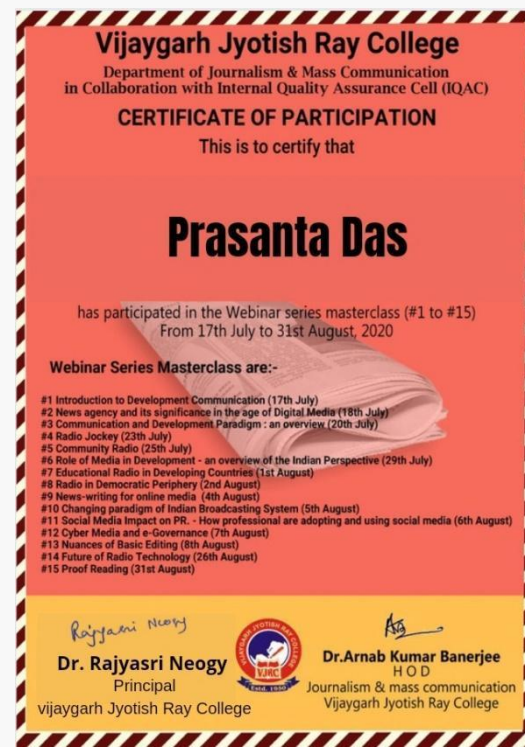 Vijaygarh Jyotish Ray College
Department of Journalism & Mass Communication
in Collaboration with Internal Quality Assurance Cell (IQAC)
CERTIFICATE OF PARTICIPATION
This is to certify that
Prasanta Das
has participated in the Webinar series masterclass (#1 to #15)
From 17th July to 31st August, 2020
Webinar Series Masterclass are:-
#1 Introduction to Development Communication (17th July)
#2 News agency and its significance in the age of Digital Media (18th July)
#3 Communication and Development Paradigm : an overview (20th July)
#4 Radio Jockey (23th July)
#5 Community Radio (25th July)
#6 Role of Media in Development - an overview of the Indian Perspective (29th July)
#7 Educational Radio in Developing Countries (1st August)
#8 Radio in Democratic Periphery (2nd August)
#9 News-writing for online media (4th August)
#10 Changing paradigm of Indian Broadcasting System (5th August)
#11 Social Media Impact on PR. - How professional are adopting and using social media (6th August)
#12 Cyber Media and e-Governance (7th August)
#13 Nuances of Basic Editing (8th August)
#14 Future of Radio Technology (26th August)
#15 Proof Reading (31st August)
Rajyasri Neogy
Dr. Rajyasri Neogy
Principal
vijaygarh Jyotish Ray College
VIJAYGARH JYOTISH RAY COLLEGE
VJRC
Estd. 1950
Dr.Arnab Kumar Banerjee
H O D
Journalism & mass communication
Vijaygarh Jyotish Ray College